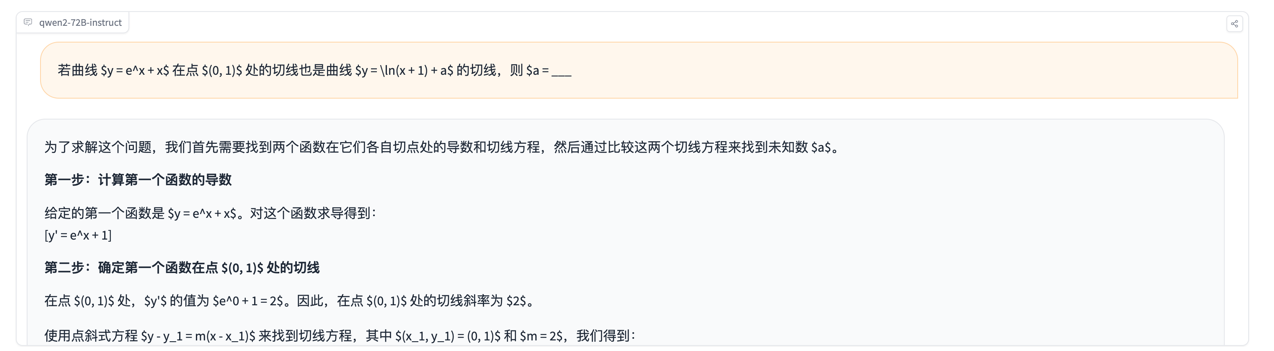 qwen2-72B-instruct
若曲线 $y = e^x + x$ 在点 $(0, 1)$ 处的切线也是曲线 $y = \ln(x + 1) + a$ 的切线，则 $a = ___
为了求解这个问题，我们首先需要找到两个函数在它们各自切点处的导数和切线方程，然后通过比较这两个切线方程来找到未知数 $a$。
第一步：计算第一个函数的导数
给定的第一个函数是 $y = e^x + x$。对这个函数求导得到：
[y' = e^x + 1]
第二步：确定第一个函数在点 $(0, 1)$ 处的切线
在点 $(0, 1)$ 处，$y'$ 的值为 $e^0 + 1 = 2$。因此，在点 $(0, 1)$ 处的切线斜率为 $2$。
使用点斜式方程 $y - y_1 = m(x - x_1)$ 来找到切线方程，其中 $(x_1, y_1) = (0, 1)$ 和 $m = 2$，我们得到：